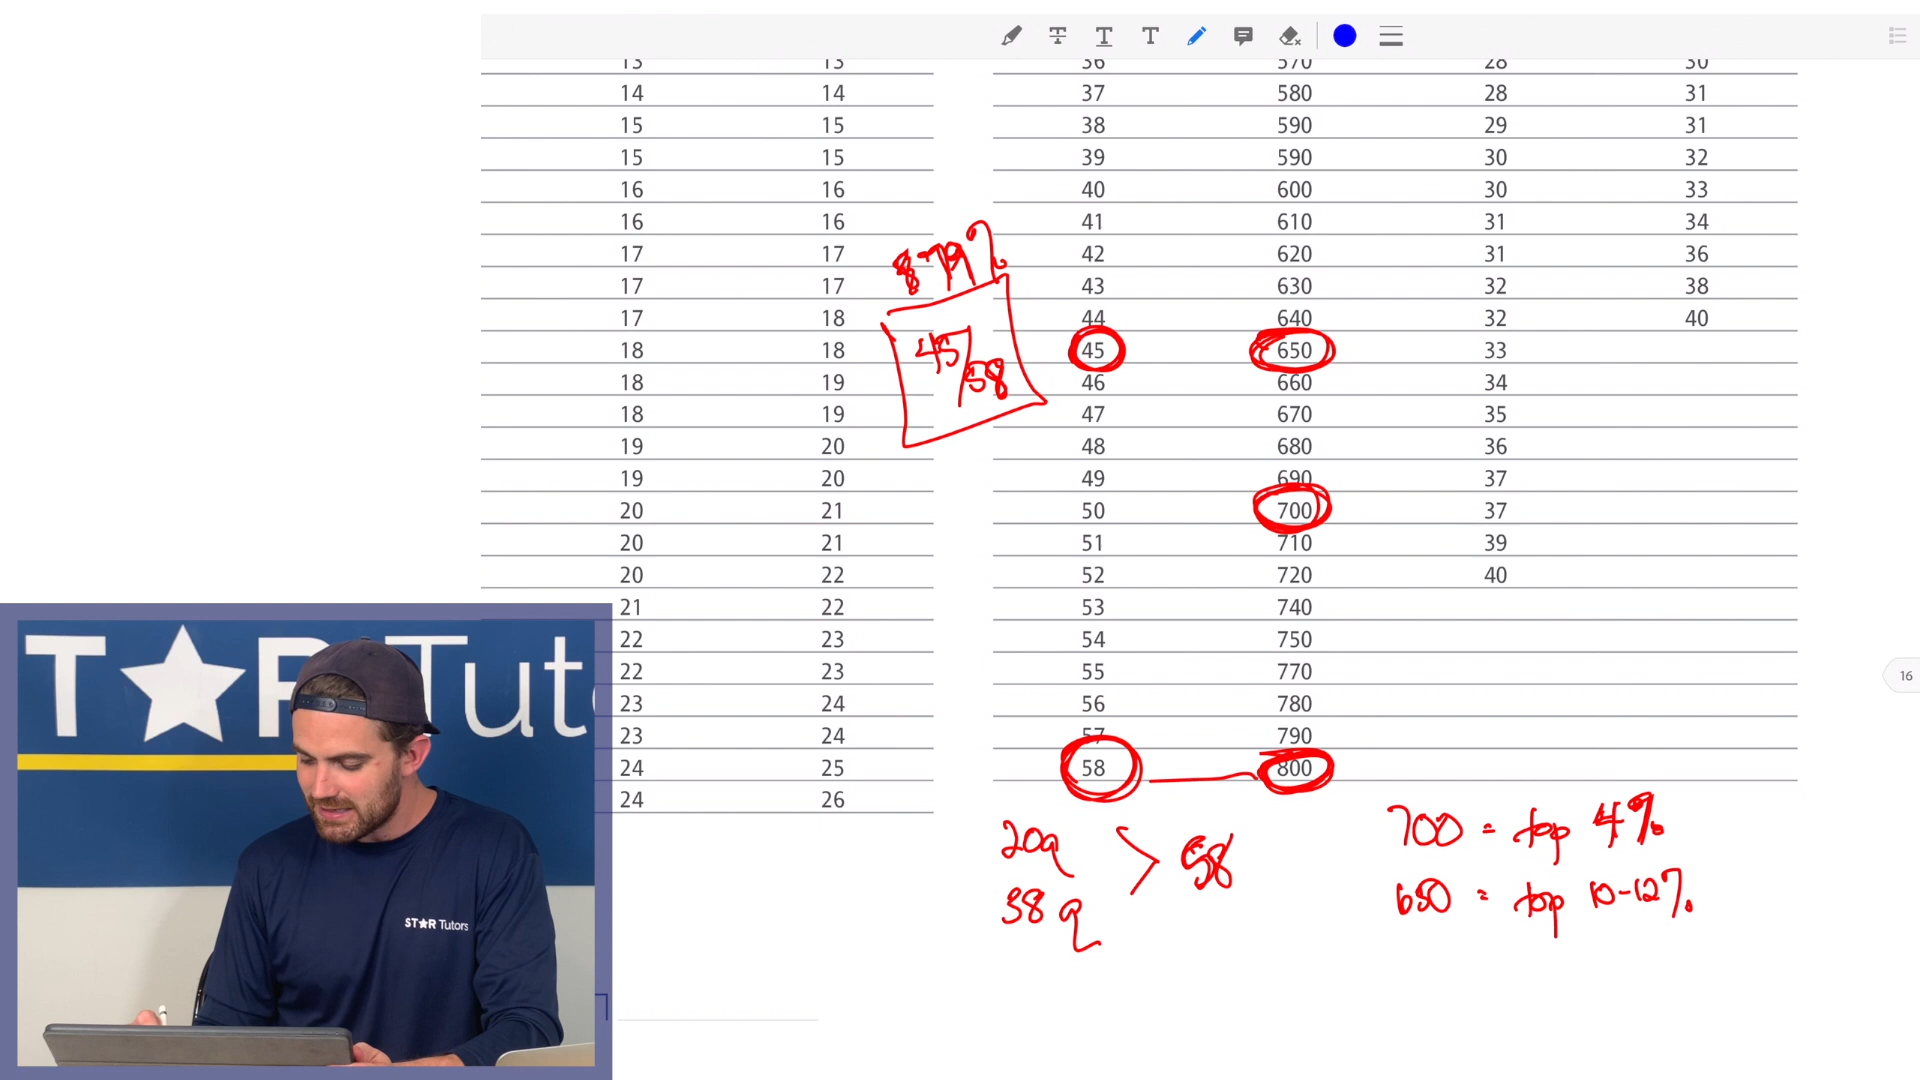 13 13 36 570 28 30
14 14 37 580 28 31
15 15 38 590 29 31
15 15 39 590 30 32
16 16 40 600 30 33
16 16 41 610 31 34
17 17 42 620 31 36
17 17 43 630 32 38
17 18 44 640 32 40
18 18 45 650 33
18 19 46 660 34
18 19 47 670 35
19 20 48 680 36
19 20 49 690 37
20 21 50 700 37
20 21 51 710 39
20 22 52 720 40
21 22 53 740
22 23 54 750
22 23 55 770
23 24 56 780
23 24 57 790
24 25 58 800
24 26
45/58
20q
38q
58
700 = top 4%
650 = top 10-12%
16
T★R Tut
ST★R Tutors